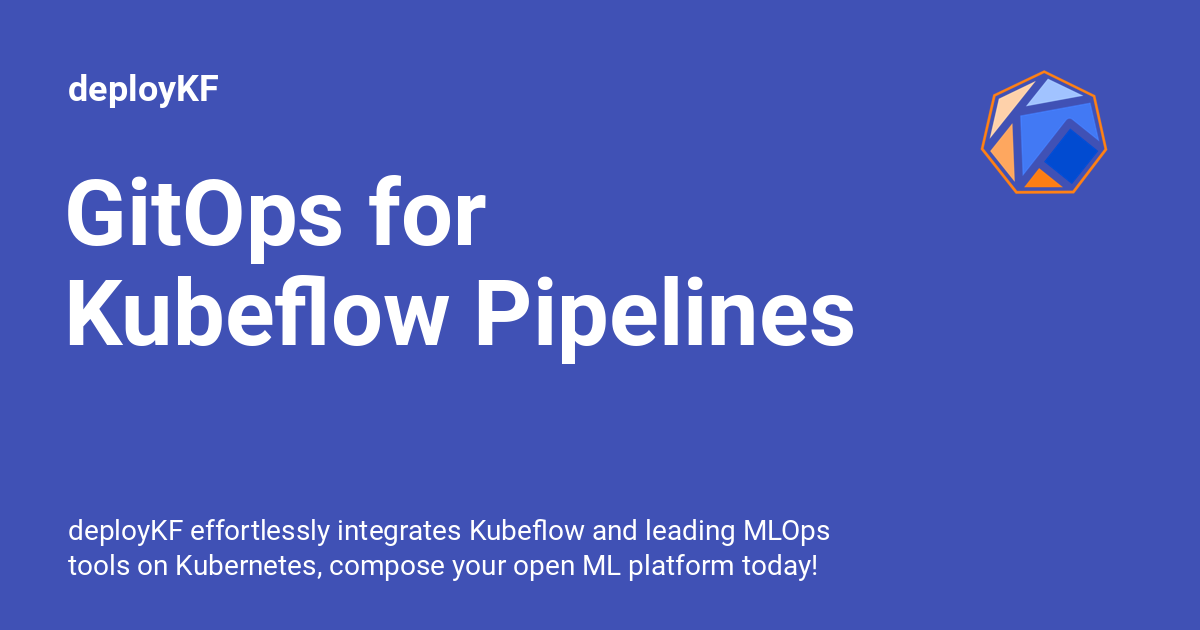 deployKF
GitOps for
Kubeflow Pipelines
deployKF effortlessly integrates Kubeflow and leading MLOps
tools on Kubernetes, compose your open ML platform today!